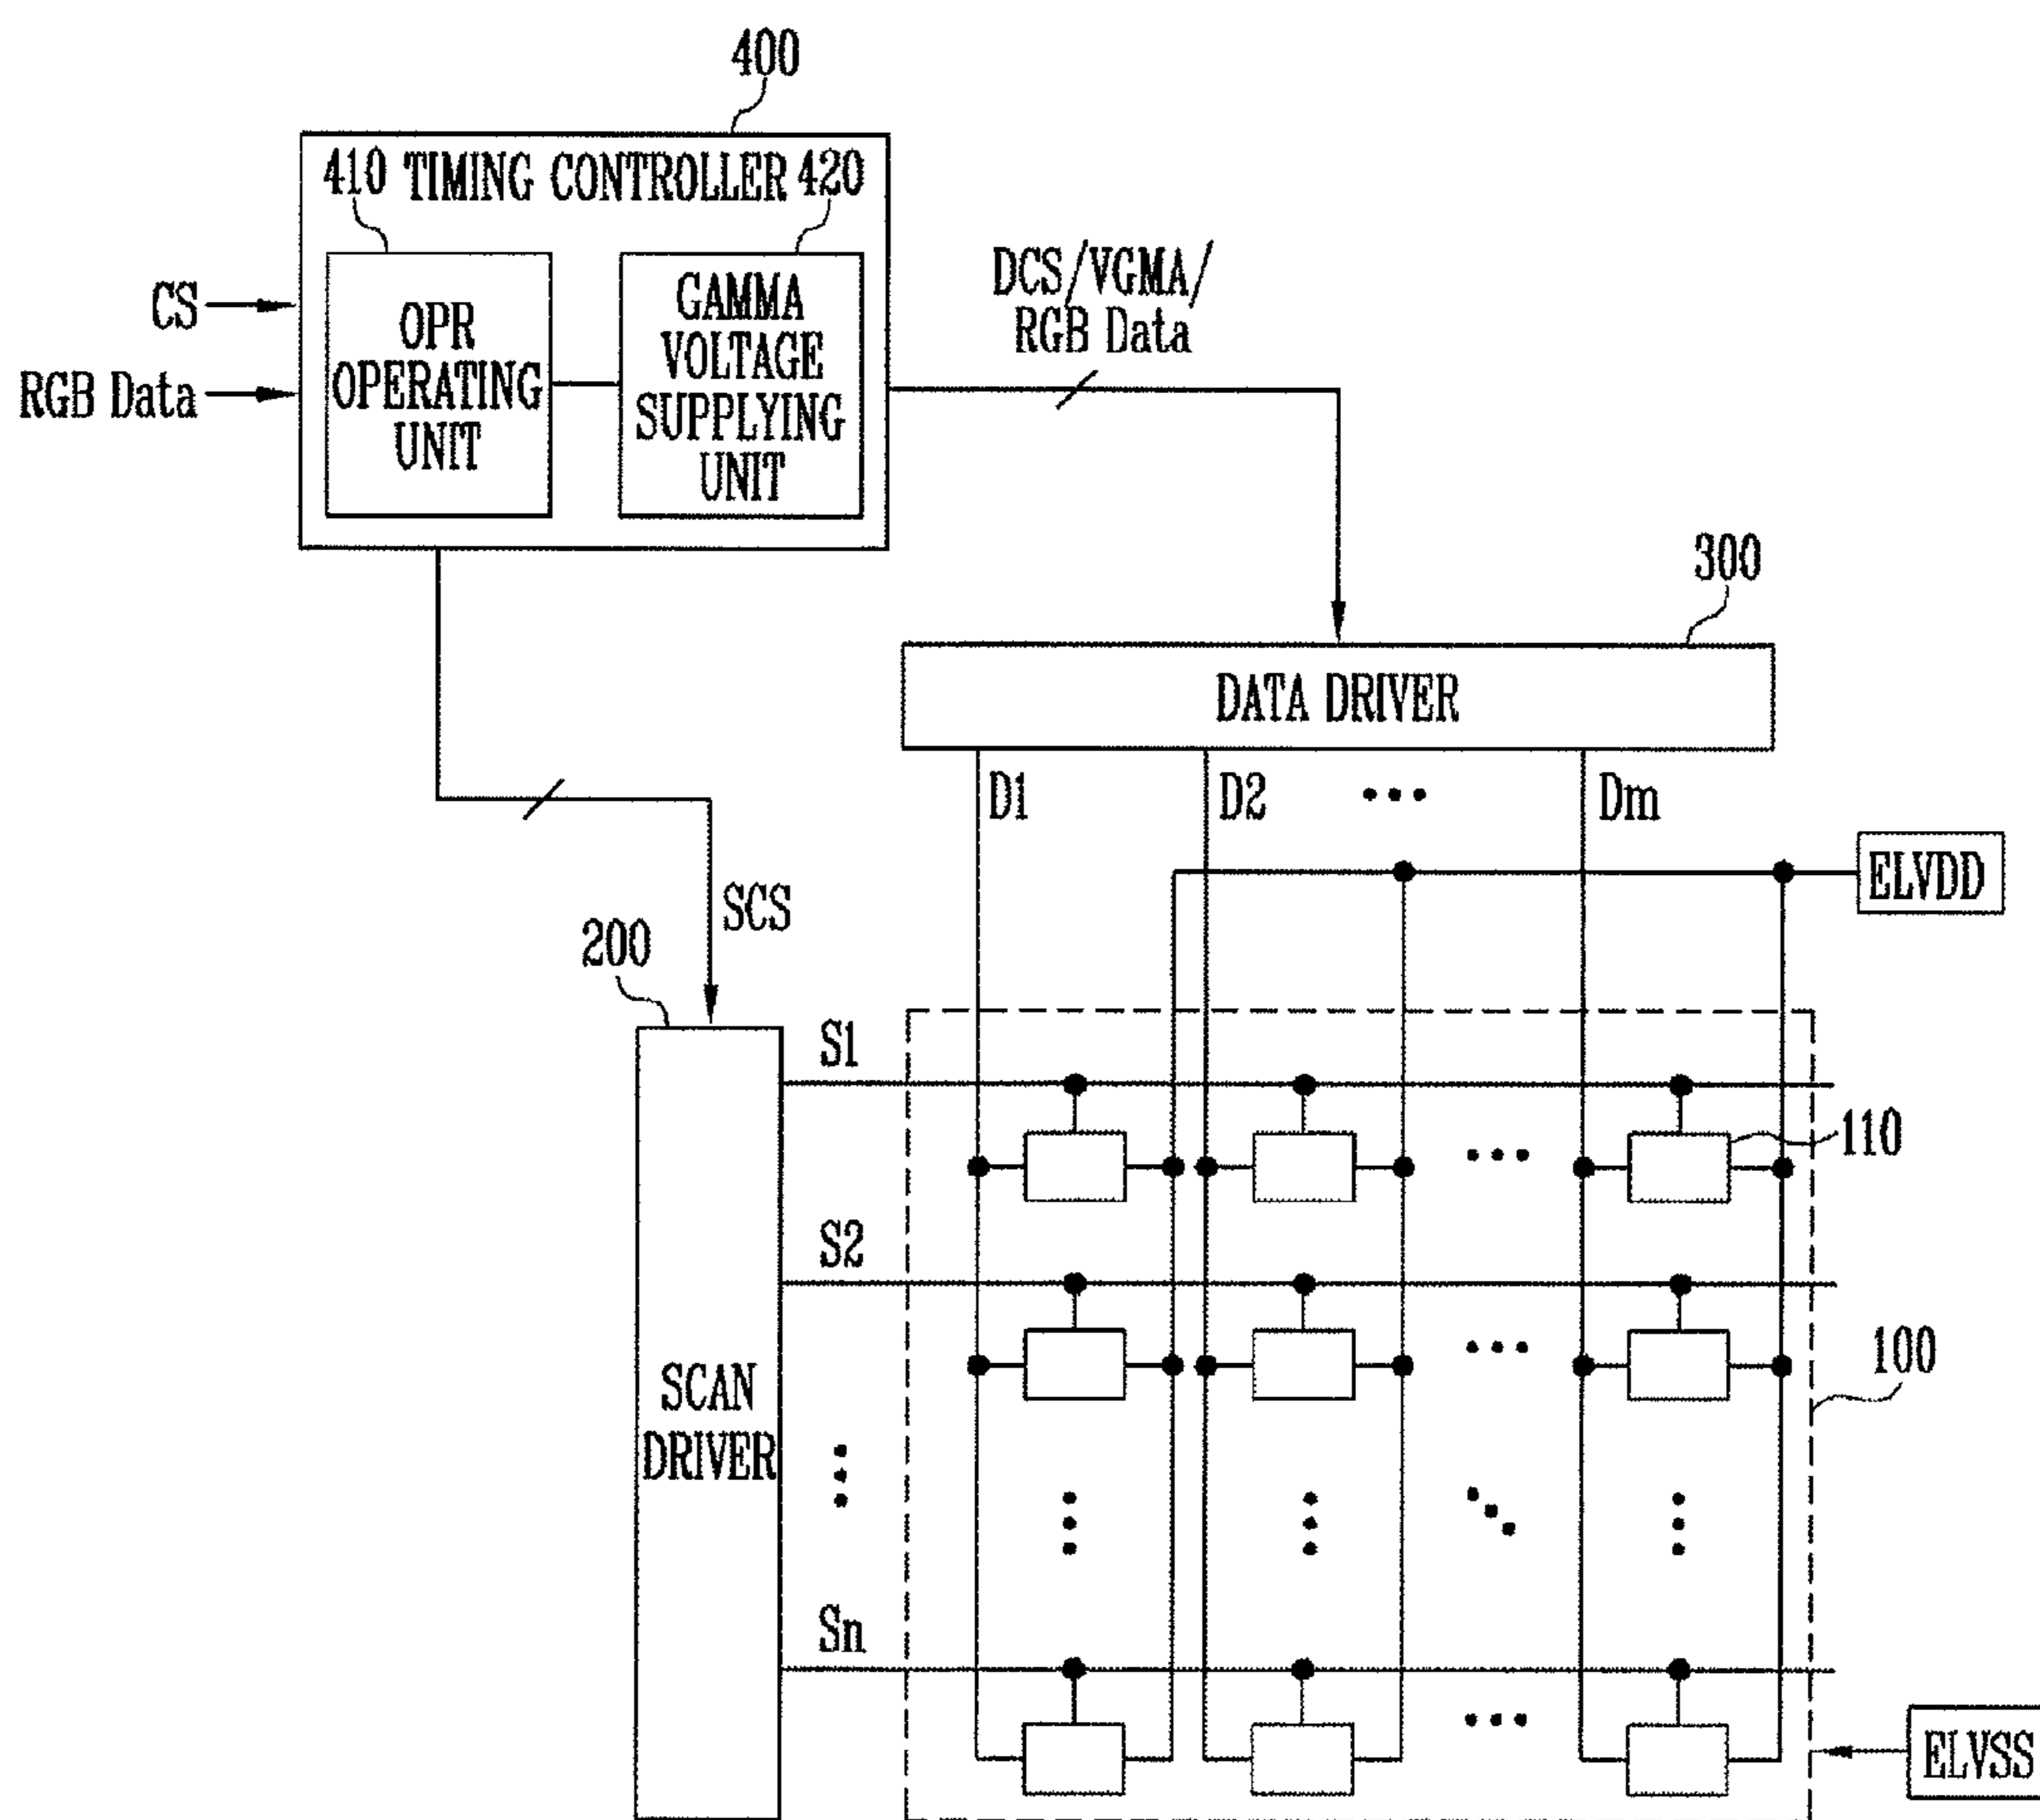 400
410 TIMING CONTROLLER 420
CS
RGB Data
OPR
OPERATING
UNIT
GAMMA
VOLTAGE
SUPPLYING
UNIT
DCS/VGMA/
RGB Data
300
DATA DRIVER
D1
D2
Dm
ELVDD
SCS
200
S1
110
S2
100
SCAN
DRIVER
Sn
ELVSS